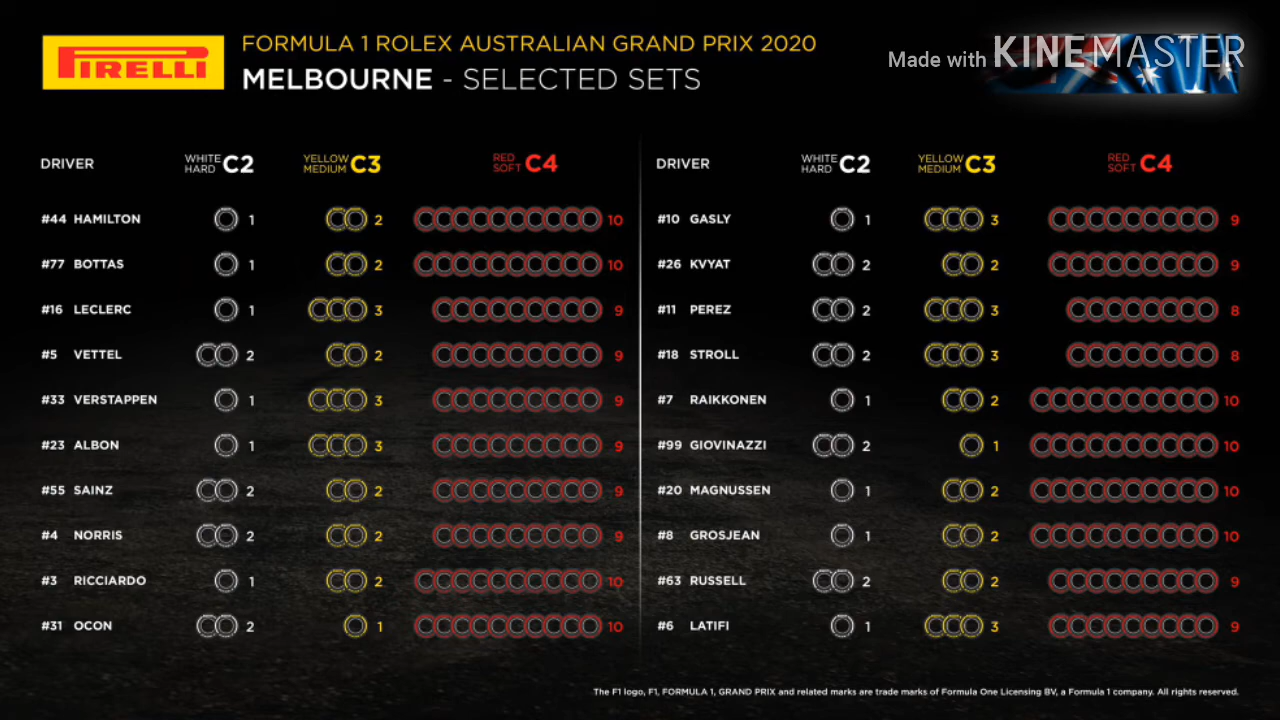 PIRELLI
FORMULA 1 ROLEX AUSTRALIAN GRAND PRIX 2020
MELBOURNE - SELECTED SETS
Made with KINEMASTER
DRIVER WHITE HARD C2 YELLOW MEDIUM C3 RED SOFT C4
#44 HAMILTON 1 2 10
#77 BOTTAS 1 2 10
#16 LECLERC 1 3 9
#5 VETTEL 2 2 9
#33 VERSTAPPEN 1 3 9
#23 ALBON 1 3 9
#55 SAINZ 2 2 9
#4 NORRIS 2 2 9
#3 RICCIARDO 1 2 10
#31 OCON 2 1 10
DRIVER WHITE HARD C2 YELLOW MEDIUM C3 RED SOFT C4
#10 GASLY 1 3 9
#26 KVYAT 2 2 9
#11 PEREZ 2 3 8
#18 STROLL 2 3 8
#7 RAIKKONEN 1 2 10
#99 GIOVINAZZI 2 1 10
#20 MAGNUSSEN 1 2 10
#8 GROSJEAN 1 2 10
#63 RUSSELL 2 2 9
#6 LATIFI 1 3 9
The F1 logo, F1, FORMULA 1, GRAND PRIX and related marks are trade marks of Formula One Licensing BV, a Formula 1 company. All rights reserved.